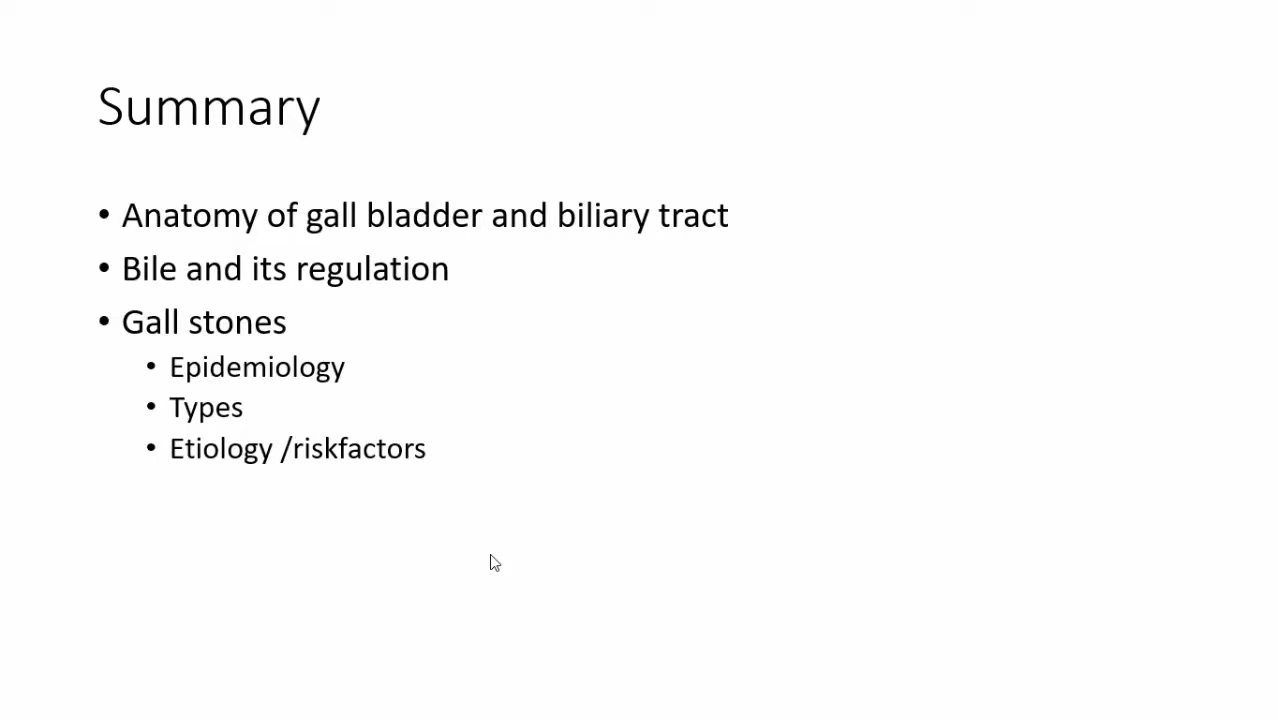 Summary
• Anatomy of gall bladder and biliary tract
• Bile and its regulation
• Gall stones
• Epidemiology
• Types
• Etiology /riskfactors